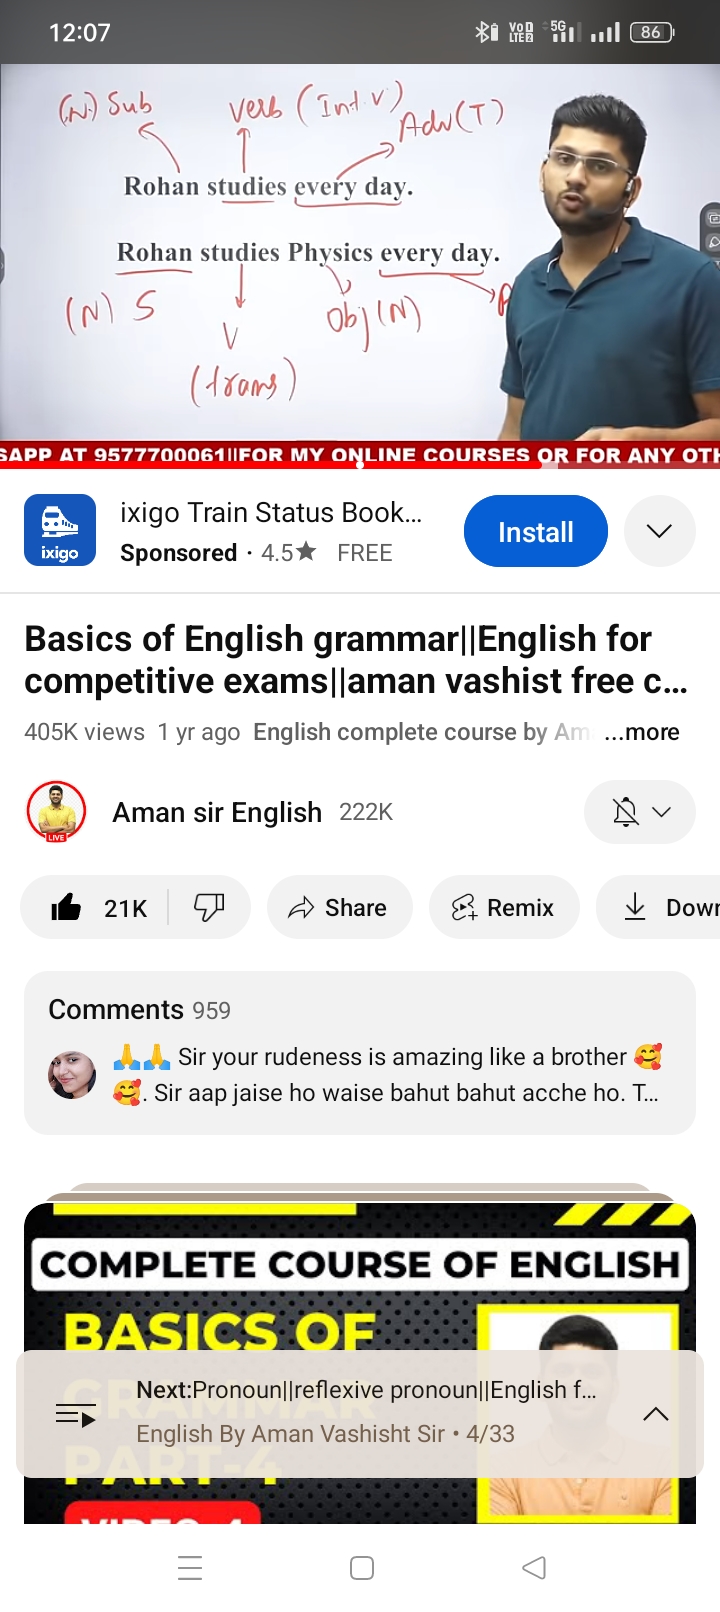 12:07
VoD
LTE2
5G
86
(N) Sub
verb (Int. v)
Adv(T)
Rohan studies every day.
Rohan studies Physics every day.
(N) S
V
Obj (N)
(trans)
SAPP AT 9577700061||FOR MY ONLINE COURSES OR FOR ANY OTH
ixigo
ixigo Train Status Book...
Sponsored · 4.5★ FREE
Install
Basics of English grammar||English for
competitive exams||aman vashist free c...
405K views 1 yr ago English complete course by Am ...more
LIVE
Aman sir English 222K
21K
Share
Remix
Down
Comments 959
🙏🙏 Sir your rudeness is amazing like a brother 🥰
🥰. Sir aap jaise ho waise bahut bahut acche ho. T...
COMPLETE COURSE OF ENGLISH
BASICS OF
GRAMMAR
PART-4
VIDEO-4
Next:Pronoun||reflexive pronoun||English f...
English By Aman Vashisht Sir • 4/33